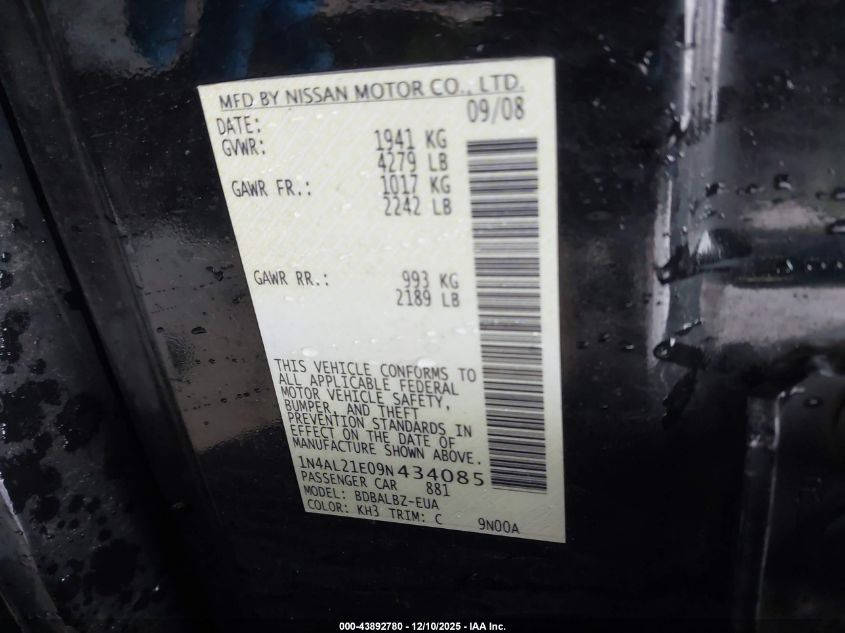 MFD BY NISSAN MOTOR CO., LTD.
DATE: 09/08
GVWR: 1941 KG
4279 LB
GAWR FR.: 1017 KG
2242 LB
GAWR RR.: 993 KG
2189 LB
THIS VEHICLE CONFORMS TO
ALL APPLICABLE FEDERAL
MOTOR VEHICLE SAFETY,
BUMPER, AND THEFT
PREVENTION STANDARDS IN
EFFECT ON THE DATE OF
MANUFACTURE SHOWN ABOVE.
1N4AL21E09N434085
PASSENGER CAR 881
MODEL: BDBALBZ-EUA
COLOR: KH3 TRIM: C 9N00A
000-43892780 - 12/10/2025 - IAA Inc.